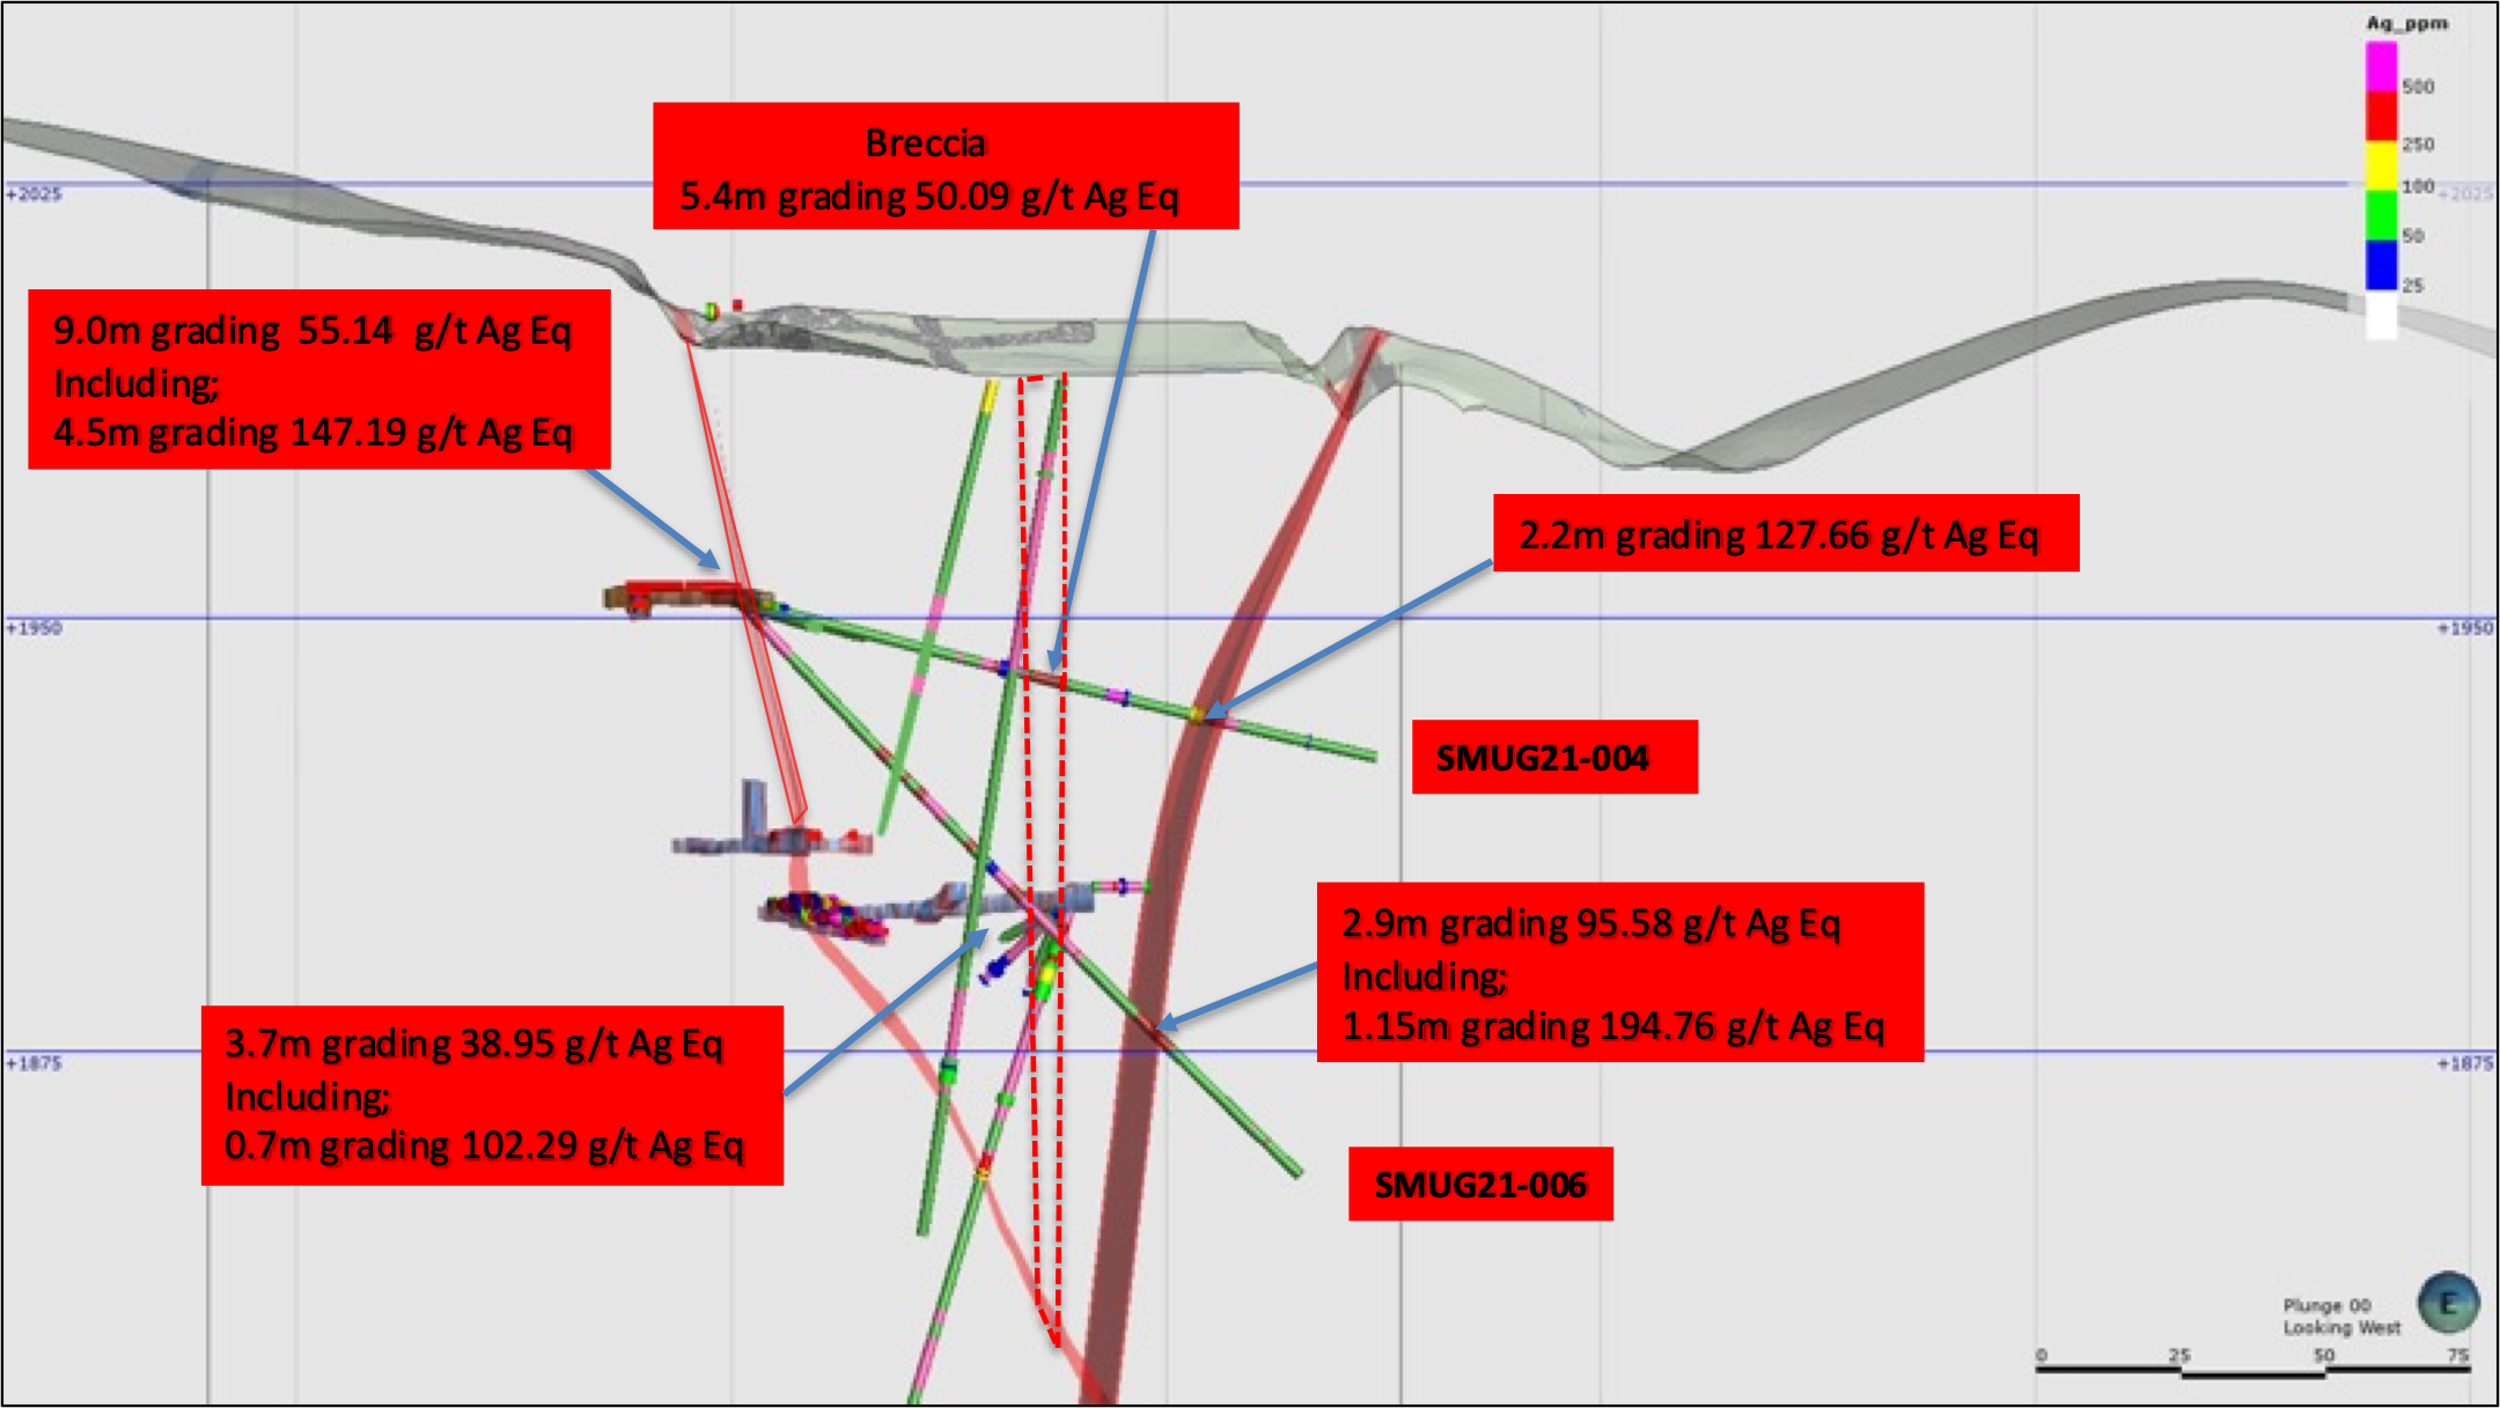 Ag_ppm
500
250
100
50
25
Breccia
5.4m grading 50.09 g/t Ag Eq
+2025
+2025
9.0m grading 55.14 g/t Ag Eq
Including;
4.5m grading 147.19 g/t Ag Eq
2.2m grading 127.66 g/t Ag Eq
+1950
+1950
SMUG21-004
2.9m grading 95.58 g/t Ag Eq
Including;
1.15m grading 194.76 g/t Ag Eq
3.7m grading 38.95 g/t Ag Eq
Including;
0.7m grading 102.29 g/t Ag Eq
+1875
+1875
SMUG21-006
Plunge 00
Looking West
E
0 25 50 75